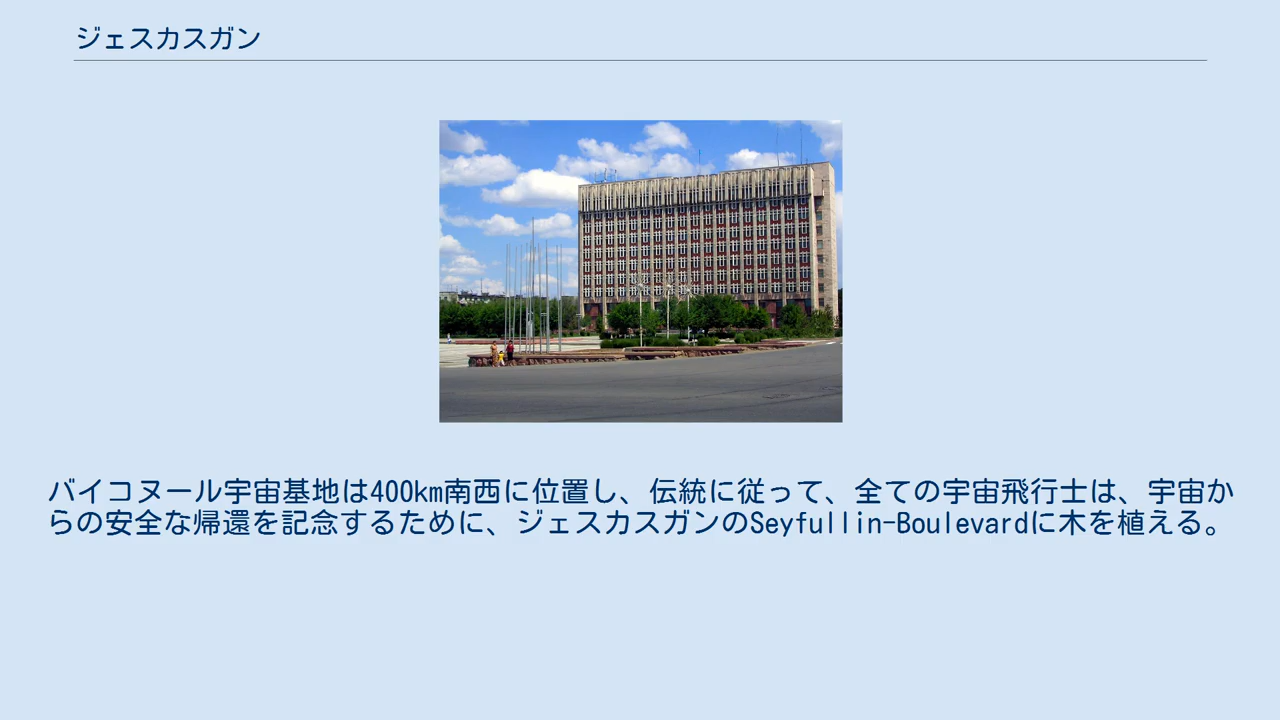 ジェスカスガン
バイコヌール宇宙基地は400km南西に位置し、伝統に従って、全ての宇宙飛行士は、宇宙か
らの安全な帰還を記念するために、ジェスカスガンのSeyfullin-Boulevardに木を植える。